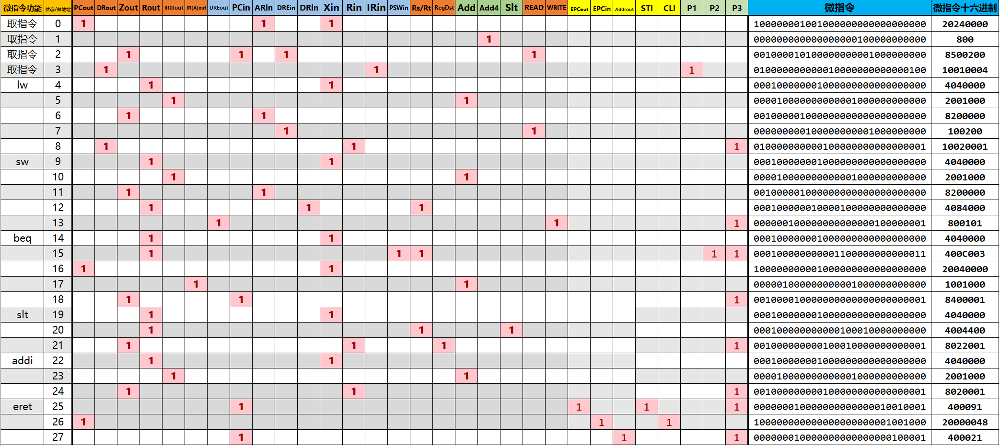 微指令功能 状态/微地址 PCout DRout Zout Rout IR(I)out IR(A)out DREout PCin ARin DREin DRin Xin Rin IRin PSWin Rs/Rt RegDst Add Add4 Slt READ WRITE EPCout EPCin Addrout STI CLI P1 P2 P3 微指令 微指令十六进制
取指令 0 1 1 1 100000001001000000000000000000 20240000
取指令 1 1 000000000000000000100000000000 800
取指令 2 1 1 1 1 001000010100000000001000000000 8500200
取指令 3 1 1 1 010000000000010000000000000100 10010004
lw 4 1 1 000100000001000000000000000000 4040000
5 1 1 000010000000000001000000000000 2001000
6 1 1 001000001000000000000000000000 8200000
7 1 1 000000000100000000001000000000 100200
8 1 1 1 010000000000100000000000000001 10020001
sw 9 1 1 000100000001000000000000000000 4040000
10 1 1 000010000000000001000000000000 2001000
11 1 1 001000001000000000000000000000 8200000
12 1 1 1 000100000010000100000000000000 4084000
13 1 1 1 000000100000000000000100000001 800101
beq 14 1 1 000100000001000000000000000000 4040000
15 1 1 1 1 1 000100000000001100000000000011 400C003
16 1 1 100000000001000000000000000000 20040000
17 1 1 000001000000000001000000000000 1001000
18 1 1 1 001000010000000000000000000001 8400001
slt 19 1 1 000100000001000000000000000000 4040000
20 1 1 1 000100000000000100010000000000 4004400
21 1 1 1 1 001000000000100010000000000001 8022001
addi 22 1 1 000100000001000000000000000000 4040000
23 1 1 000010000000000001000000000000 2001000
24 1 1 1 001000000000100000000000000001 8020001
eret 25 1 1 1 1 000000010000000000000010010001 400091
26 1 1 1 100000000000000000000001001000 20000048
27 1 1 1 000000010000000000000000100001 400021